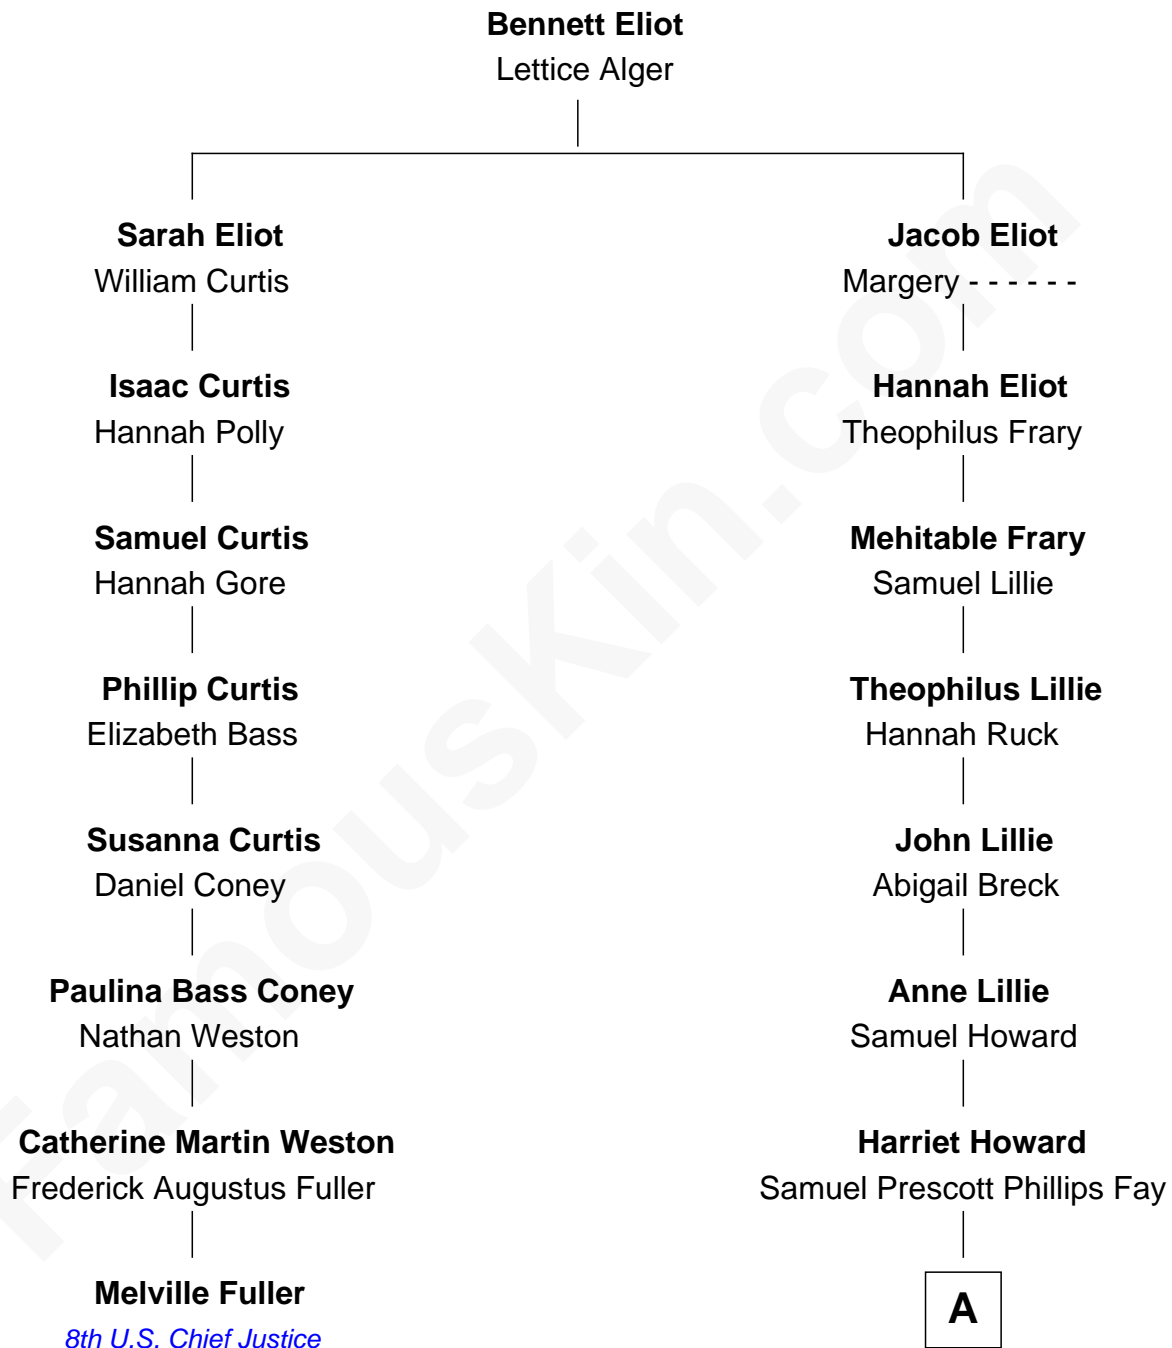 Bennett Eliot
Lettice Alger
Sarah Eliot
William Curtis
Jacob Eliot
Margery - - - - - -
Isaac Curtis
Hannah Polly
Hannah Eliot
Theophilus Frary
Samuel Curtis
Hannah Gore
Mehitable Frary
Samuel Lillie
Phillip Curtis
Elizabeth Bass
Theophilus Lillie
Hannah Ruck
Susanna Curtis
Daniel Coney
John Lillie
Abigail Breck
Paulina Bass Coney
Nathan Weston
Anne Lillie
Samuel Howard
Catherine Martin Weston
Frederick Augustus Fuller
Harriet Howard
Samuel Prescott Phillips Fay
Melville Fuller
8th U.S. Chief Justice
A
FamousKin.com